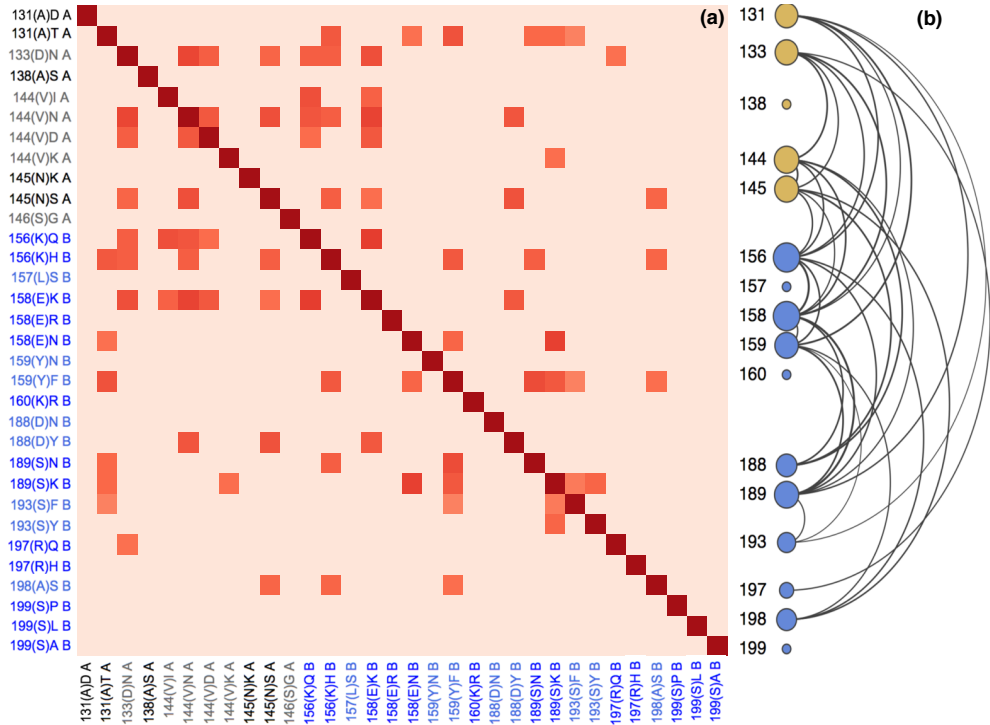 (a)
131(A)D A
131(A)T A
133(D)N A
138(A)S A
144(V)I A
144(V)N A
144(V)D A
144(V)K A
145(N)K A
145(N)S A
146(S)G A
156(K)Q B
156(K)H B
157(L)S B
158(E)K B
158(E)R B
158(E)N B
159(Y)N B
159(Y)F B
160(K)R B
188(D)N B
188(D)Y B
189(S)N B
189(S)K B
193(S)F B
193(S)Y B
197(R)Q B
197(R)H B
198(A)S B
199(S)P B
199(S)L B
199(S)A B
131(A)D A
131(A)T A
133(D)N A
138(A)S A
144(V)I A
144(V)N A
144(V)D A
144(V)K A
145(N)K A
145(N)S A
146(S)G A
156(K)Q B
156(K)H B
157(L)S B
158(E)K B
158(E)R B
158(E)N B
159(Y)N B
159(Y)F B
160(K)R B
188(D)N B
188(D)Y B
189(S)N B
189(S)K B
193(S)F B
193(S)Y B
197(R)Q B
197(R)H B
198(A)S B
199(S)P B
199(S)L B
199(S)A B
(b)
131
133
138
144
145
156
157
158
159
160
188
189
193
197
198
199